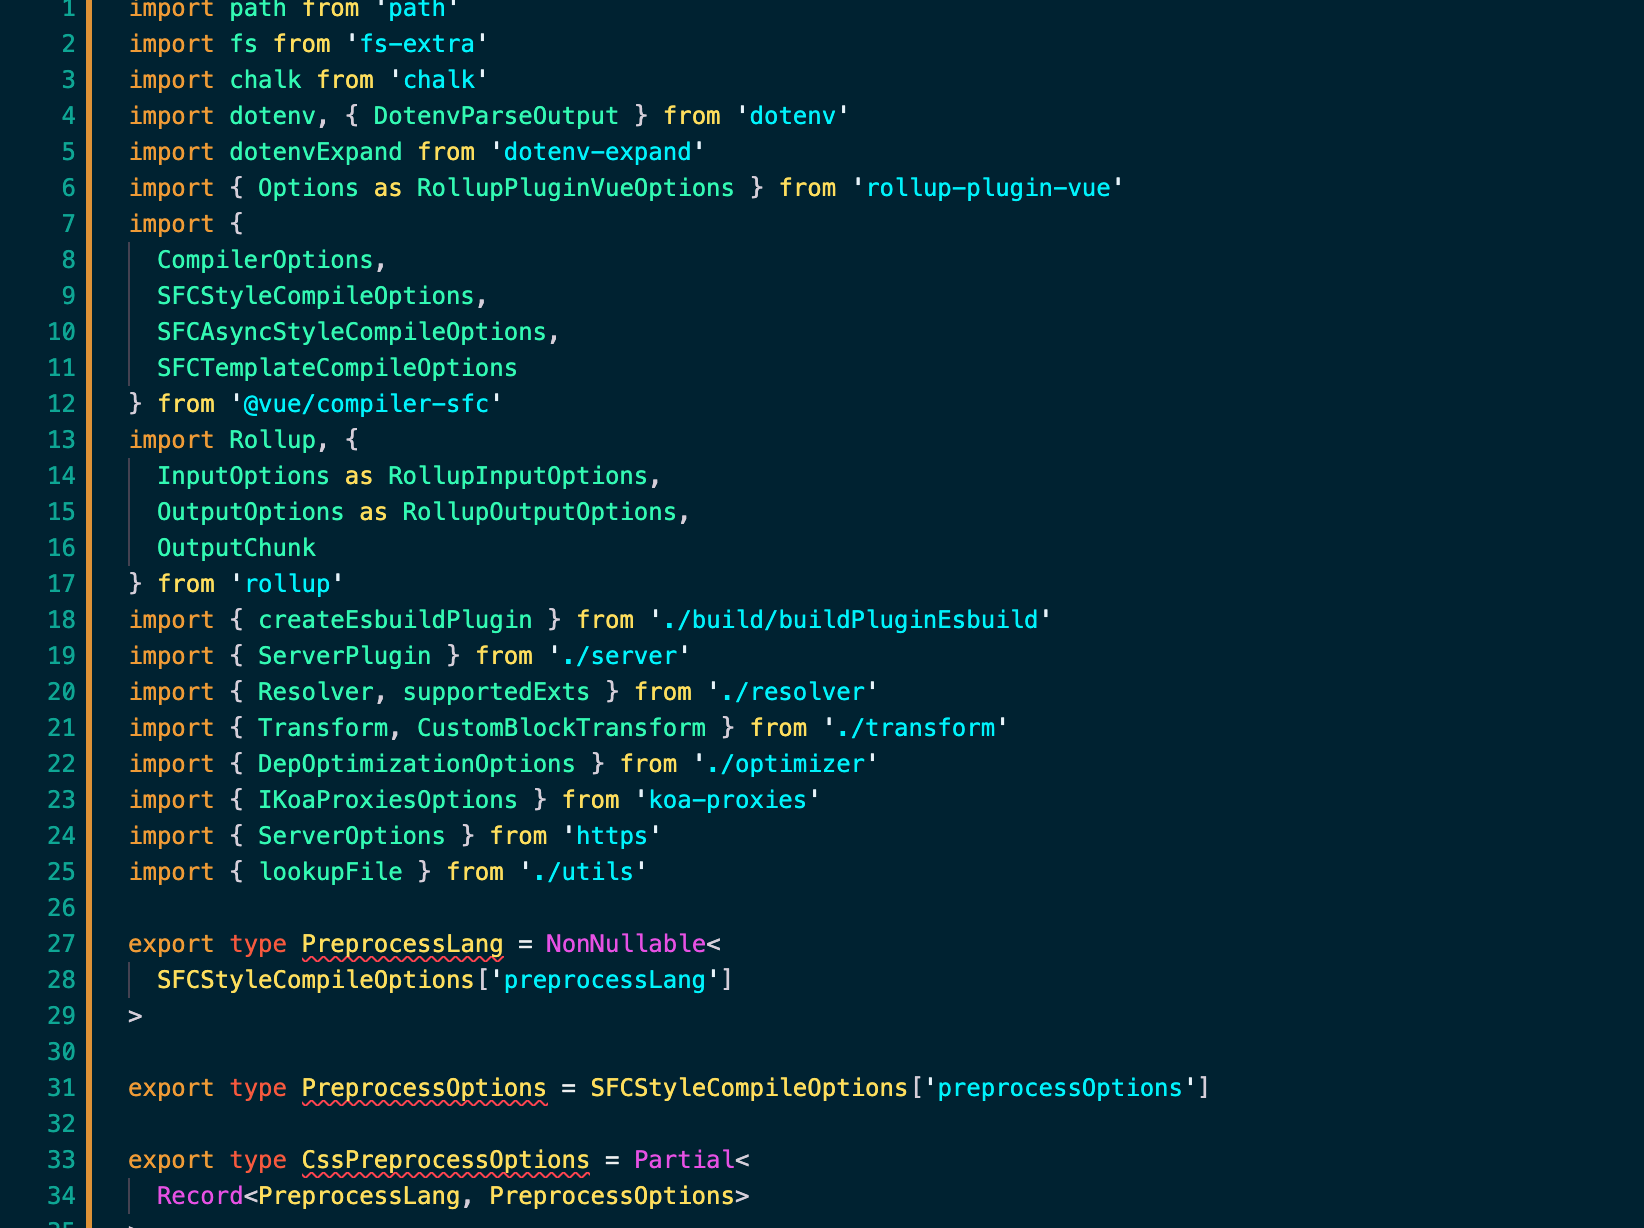 1 import path from 'path'
2 import fs from 'fs-extra'
3 import chalk from 'chalk'
4 import dotenv, { DotenvParseOutput } from 'dotenv'
5 import dotenvExpand from 'dotenv-expand'
6 import { Options as RollupPluginVueOptions } from 'rollup-plugin-vue'
7 import {
8   CompilerOptions,
9   SFCStyleCompileOptions,
10   SFCAsyncStyleCompileOptions,
11   SFCTemplateCompileOptions
12 } from '@vue/compiler-sfc'
13 import Rollup, {
14   InputOptions as RollupInputOptions,
15   OutputOptions as RollupOutputOptions,
16   OutputChunk
17 } from 'rollup'
18 import { createEsbuildPlugin } from './build/buildPluginEsbuild'
19 import { ServerPlugin } from './server'
20 import { Resolver, supportedExts } from './resolver'
21 import { Transform, CustomBlockTransform } from './transform'
22 import { DepOptimizationOptions } from './optimizer'
23 import { IKoaProxiesOptions } from 'koa-proxies'
24 import { ServerOptions } from 'https'
25 import { lookupFile } from './utils'
26
27 export type PreprocessLang = NonNullable<
28   SFCStyleCompileOptions['preprocessLang']
29 >
30
31 export type PreprocessOptions = SFCStyleCompileOptions['preprocessOptions']
32
33 export type CssPreprocessOptions = Partial<
34   Record<PreprocessLang, PreprocessOptions>